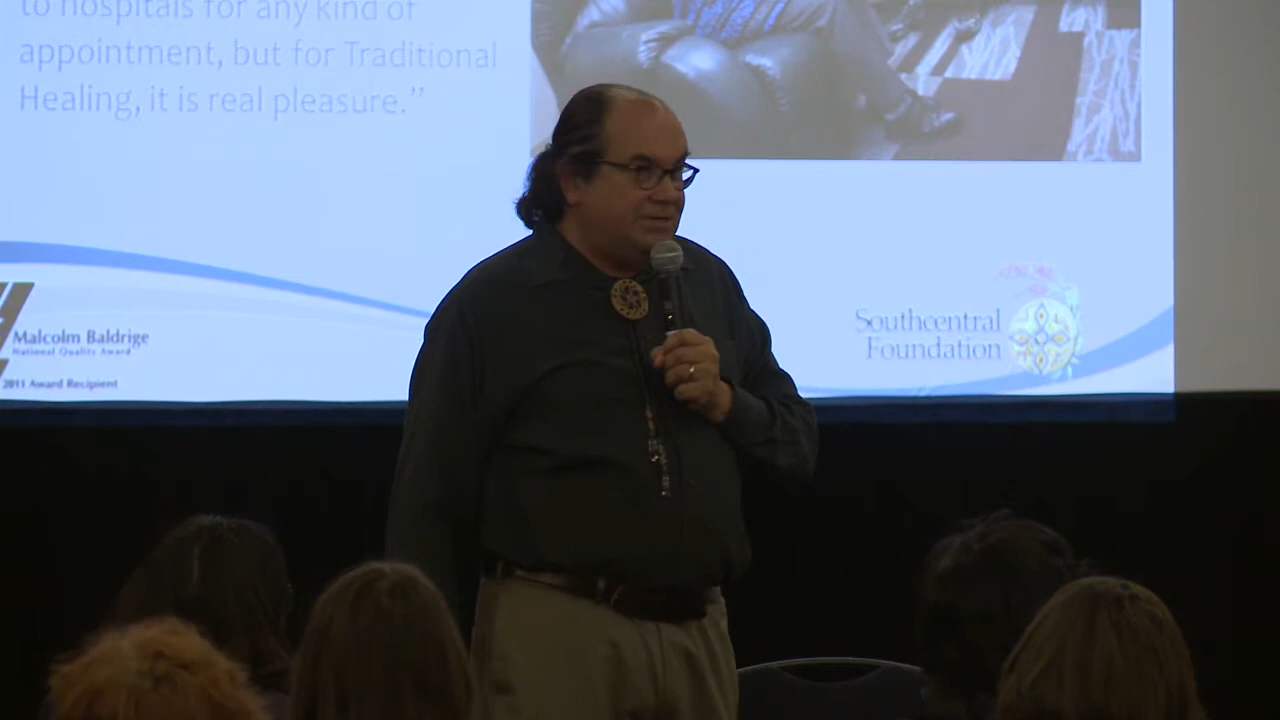 to hospitals for any kind of
appointment, but for Traditional
Healing, it is real pleasure.”
Malcolm Baldrige
National Quality Award
2011 Award Recipient
Southcentral
Foundation